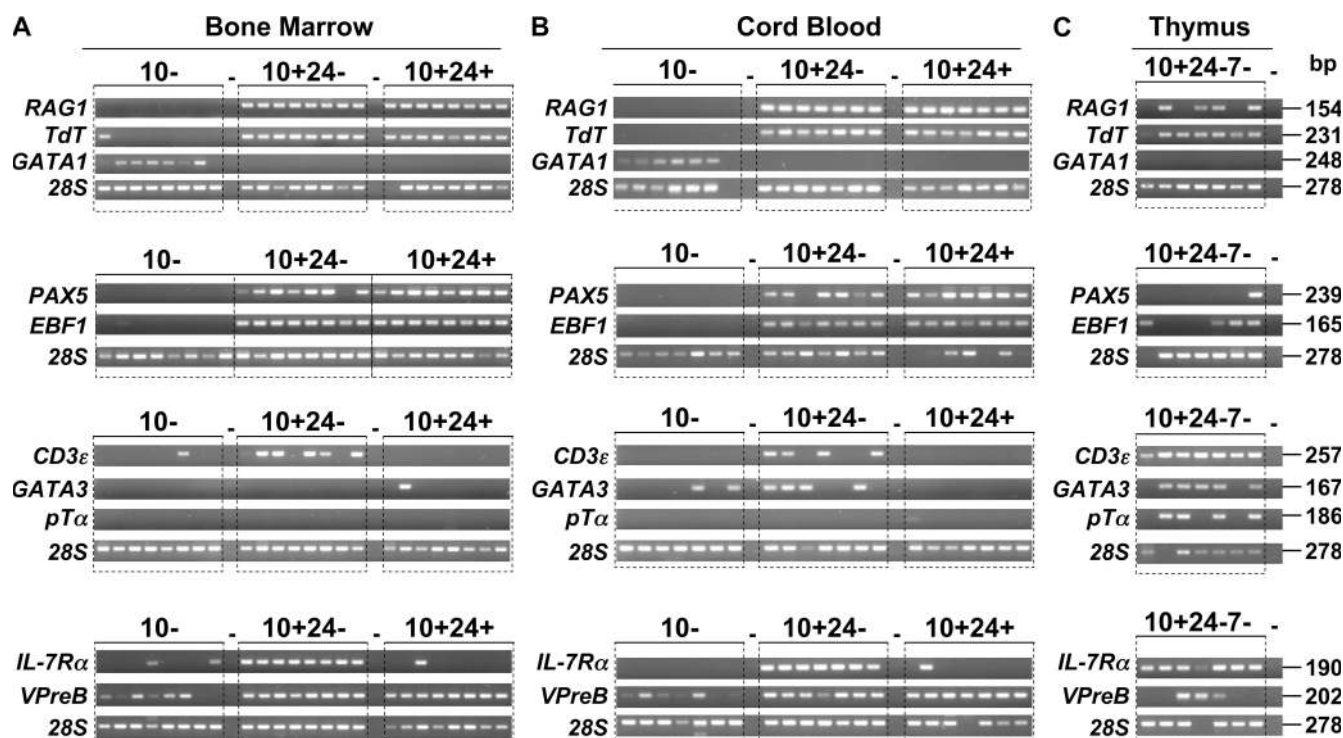 A Bone Marrow B Cord Blood C Thymus
10- - 10+24- - 10+24+ 10- - 10+24- - 10+24+ 10+24-7- - bp
RAG1 RAG1 RAG1 154
TdT TdT TdT 231
GATA1 GATA1 GATA1 248
28S 28S 28S 278
10- 10+24- 10+24+ 10- - 10+24- - 10+24+ 10+24-7- -
PAX5 PAX5 PAX5 239
EBF1 EBF1 EBF1 165
28S 28S 28S 278
10- - 10+24- - 10+24+ 10- - 10+24- - 10+24+ 10+24-7- -
CD3ε CD3ε CD3ε 257
GATA3 GATA3 GATA3 167
pTα pTα pTα 186
28S 28S 28S 278
10- - 10+24- - 10+24+ 10- - 10+24- - 10+24+ 10+24-7- -
IL-7Rα IL-7Rα IL-7Rα 190
VPreB VPreB VPreB 202
28S 28S 28S 278